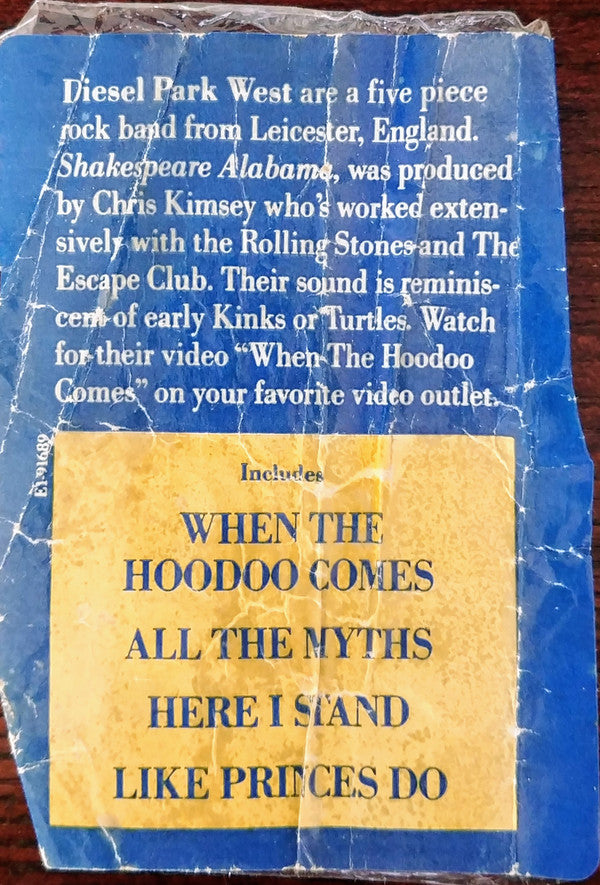 Diesel Park West are a five piece
rock band from Leicester, England.
Shakespeare Alabama, was produced
by Chris Kimsey who's worked exten-
sively with the Rolling Stones and The
Escape Club. Their sound is reminis-
cent of early Kinks or Turtles. Watch
for their video "When The Hoodoo
Comes" on your favorite video outlet.
E1-91689
Includes
WHEN THE
HOODOO COMES
ALL THE MYTHS
HERE I STAND
LIKE PRINCES DO